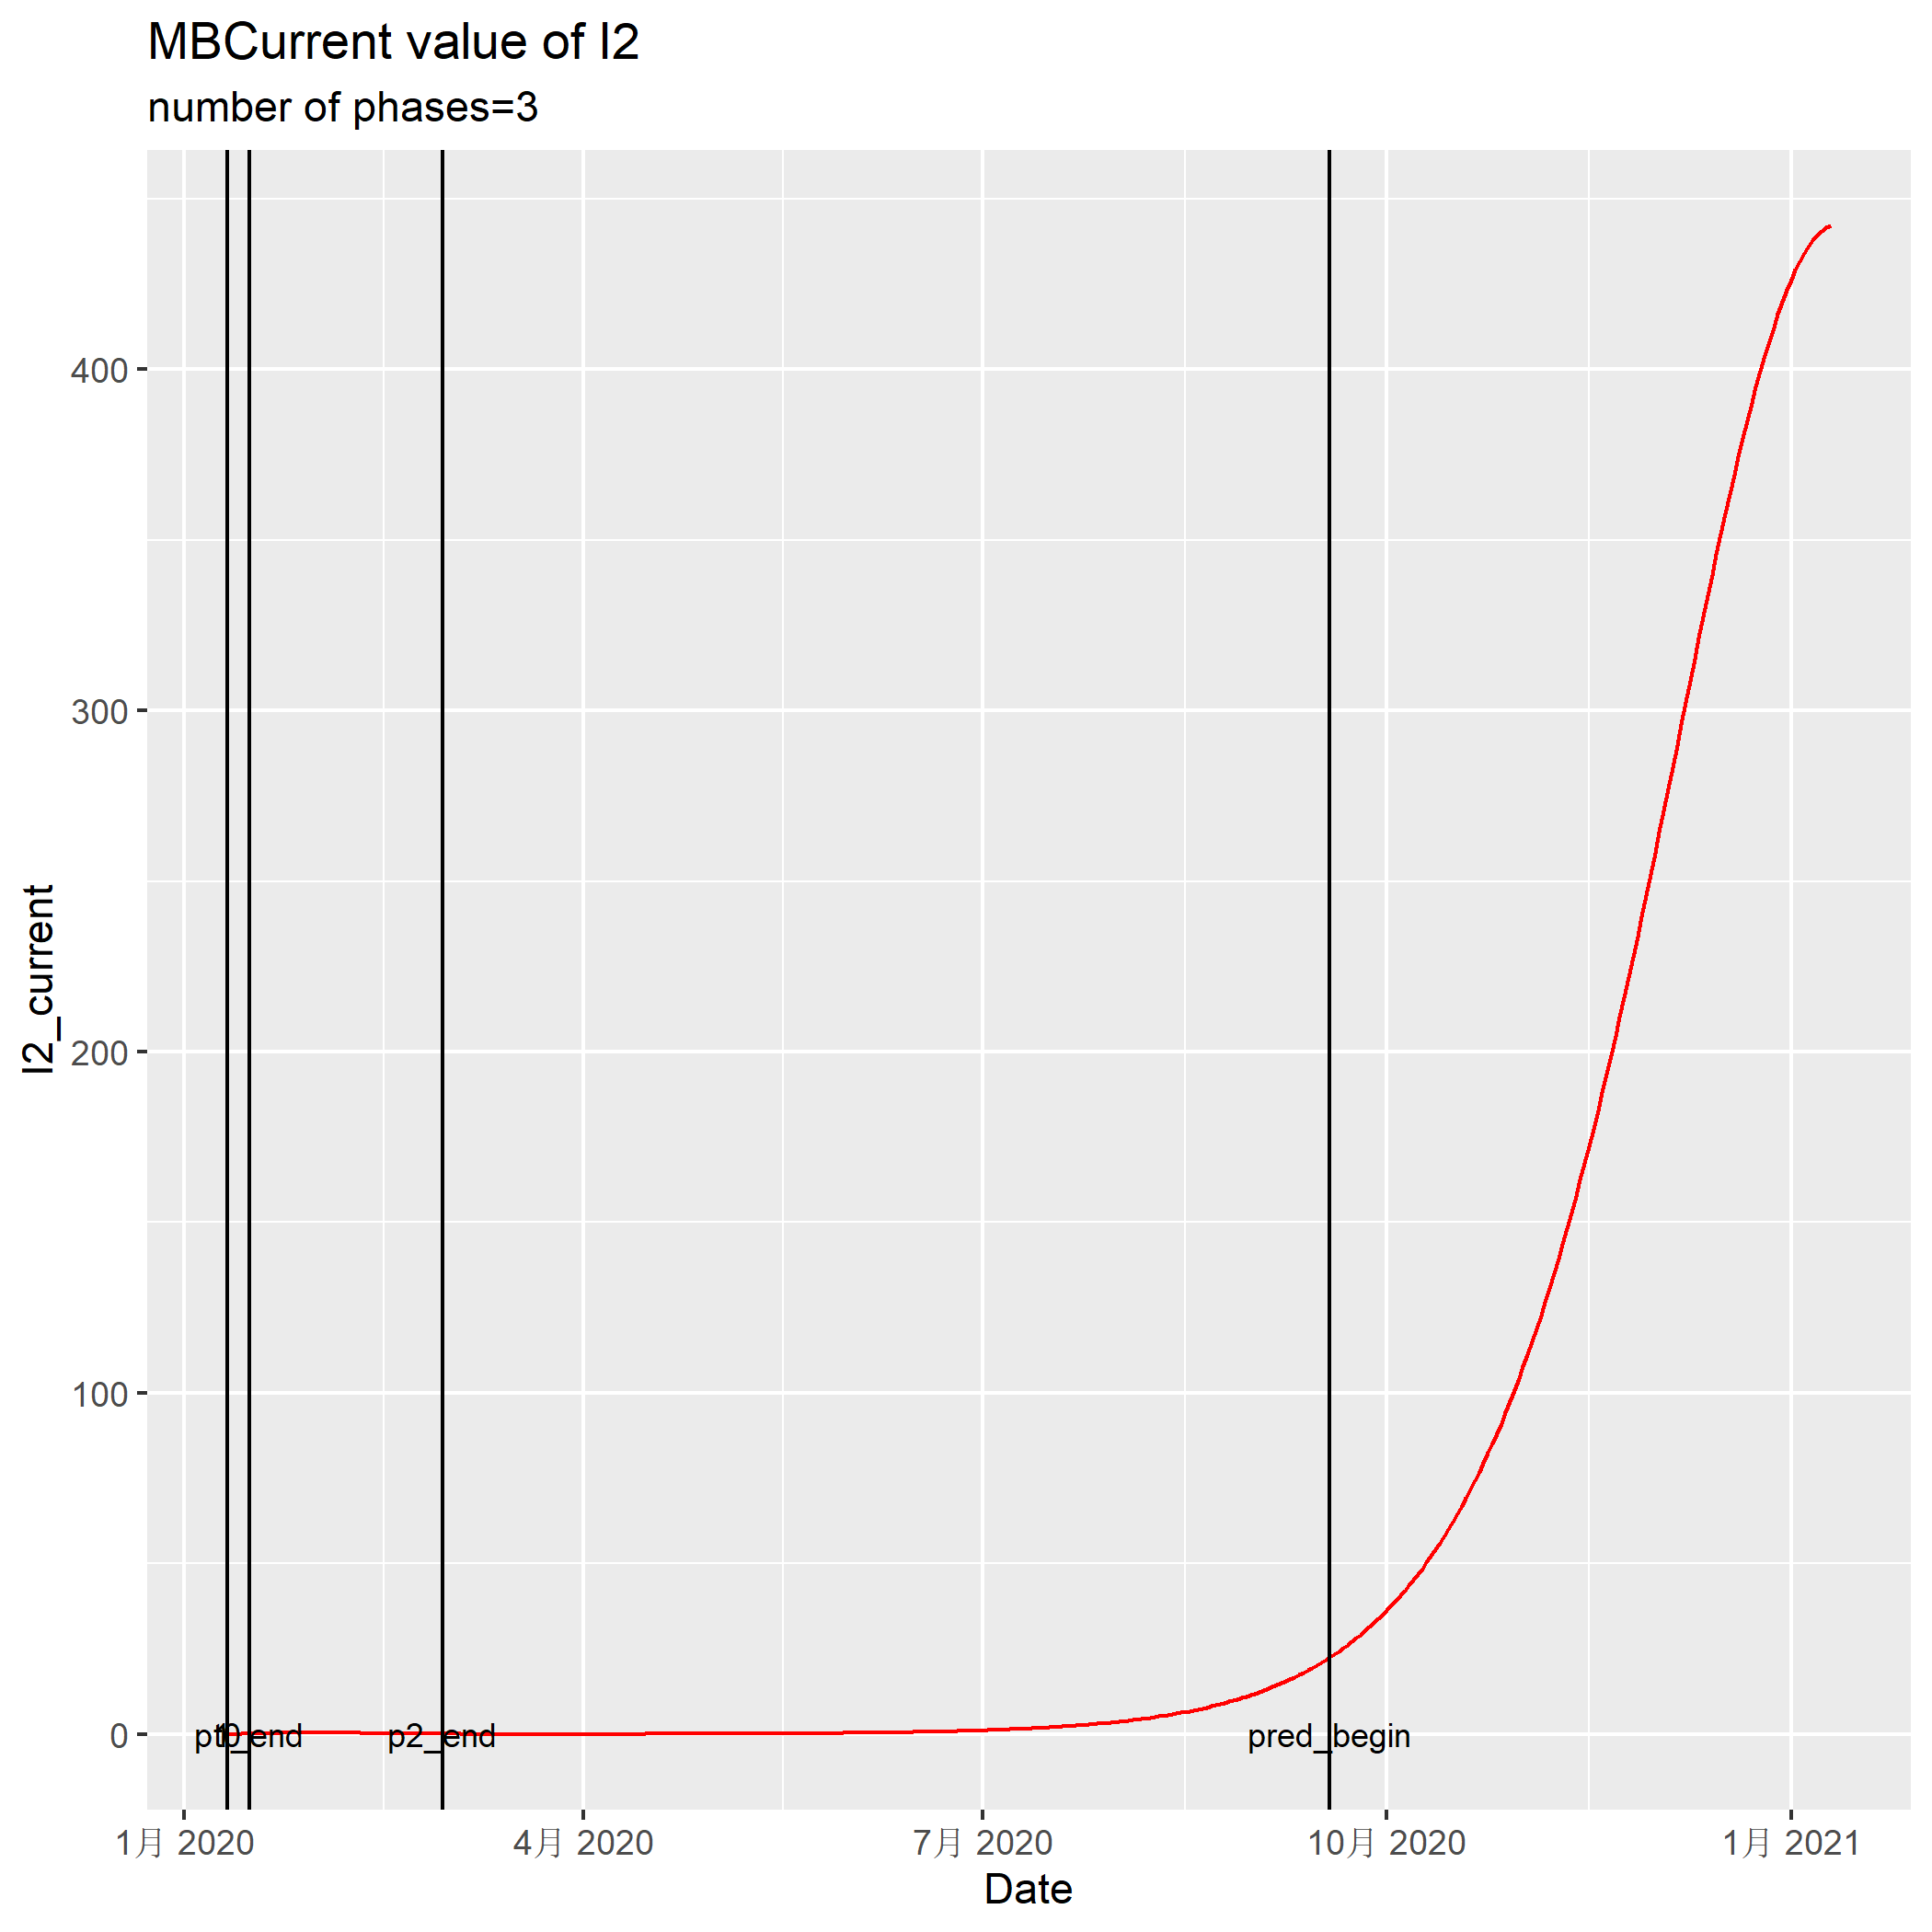 MBCurrent value of I2
number of phases=3
I2_current
400
300
200
100
0
p2_end
pred_begin
1月 2020
4月 2020
7月 2020
10月 2020
1月 2021
Date